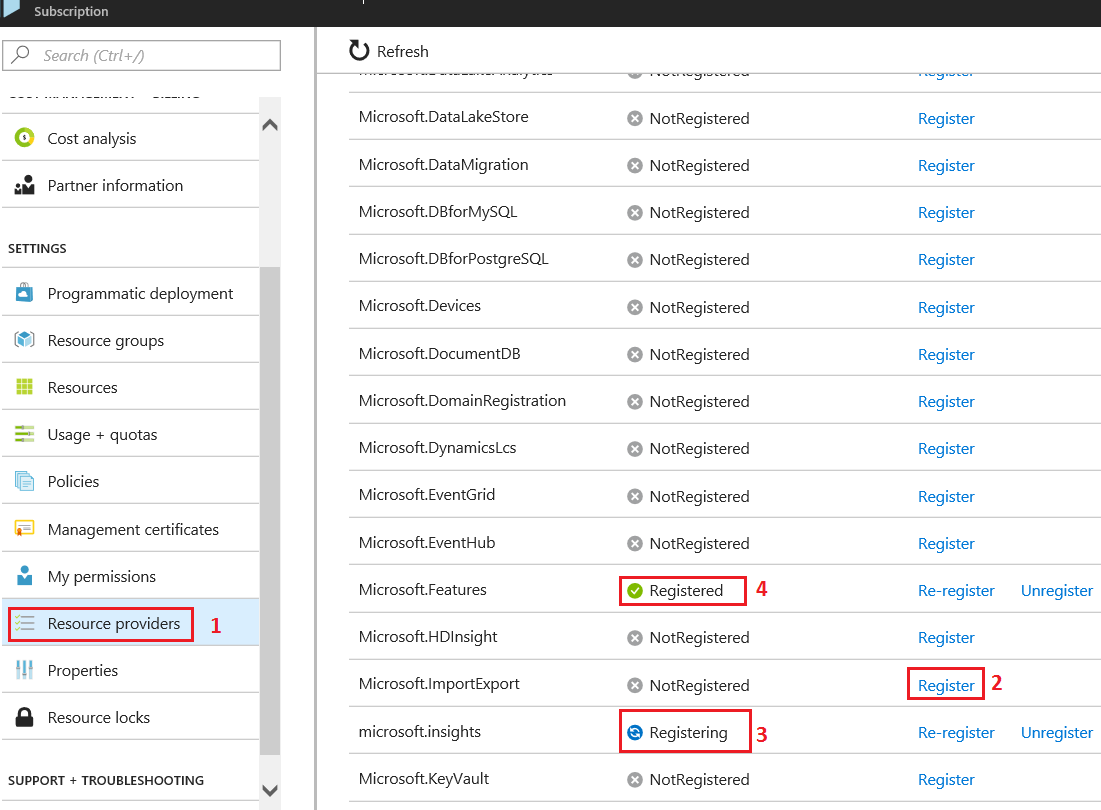 Subscription
Search (Ctrl+/)
Cost analysis
Partner information
SETTINGS
Programmatic deployment
Resource groups
Resources
Usage + quotas
Policies
Management certificates
My permissions
Resource providers 1
Properties
Resource locks
SUPPORT + TROUBLESHOOTING
Refresh
Microsoft.DataLakeStore NotRegistered Register
Microsoft.DataMigration NotRegistered Register
Microsoft.DBforMySQL NotRegistered Register
Microsoft.DBforPostgreSQL NotRegistered Register
Microsoft.Devices NotRegistered Register
Microsoft.DocumentDB NotRegistered Register
Microsoft.DomainRegistration NotRegistered Register
Microsoft.DynamicsLcs NotRegistered Register
Microsoft.EventGrid NotRegistered Register
Microsoft.EventHub NotRegistered Register
Microsoft.Features Registered 4 Re-register Unregister
Microsoft.HDInsight NotRegistered Register
Microsoft.ImportExport NotRegistered Register 2
microsoft.insights Registering 3 Re-register Unregister
Microsoft.KeyVault NotRegistered Register